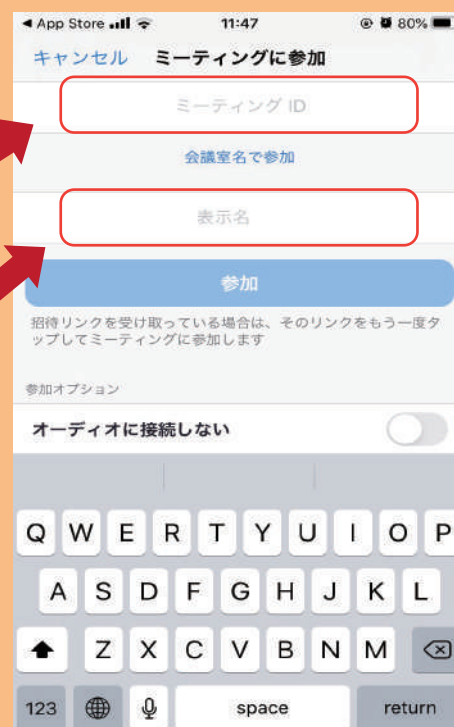 App Store 11:47 80%
キャンセル ミーティングに参加
ミーティング ID
会議室名で参加
表示名
参加
招待リンクを受け取っている場合は、そのリンクをもう一度タ
ップしてミーティングに参加します
参加オプション
オーディオに接続しない
Q W E R T Y U I O P
A S D F G H J K L
Z X C V B N M
123 space return